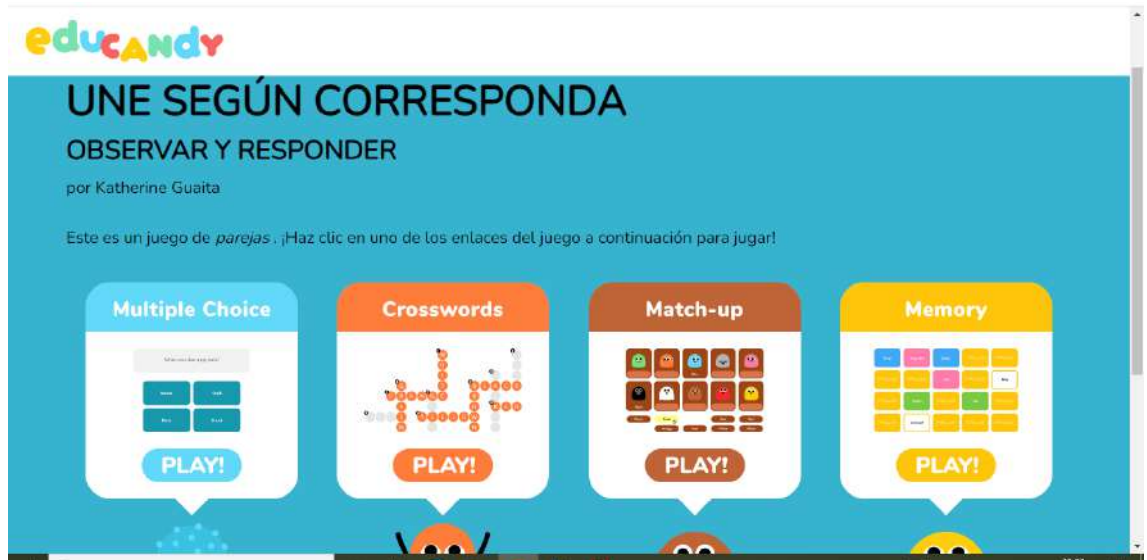 educandy
UNE SEGÚN CORRESPONDA
OBSERVAR Y RESPONDER
por Katherine Guaita
Este es un juego de parejas . ¡Haz clic en uno de los enlaces del juego a continuación para jugar!
Multiple Choice
Crosswords
Match-up
Memory
PLAY!
PLAY!
PLAY!
PLAY!